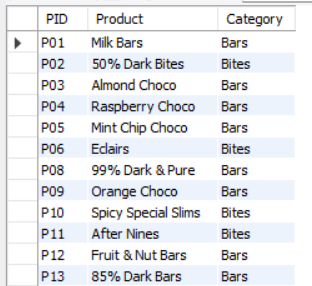 PID Product Category
P01 Milk Bars Bars
P02 50% Dark Bites Bites
P03 Almond Choco Bars
P04 Raspberry Choco Bars
P05 Mint Chip Choco Bars
P06 Eclairs Bites
P08 99% Dark & Pure Bars
P09 Orange Choco Bars
P10 Spicy Special Slims Bites
P11 After Nines Bites
P12 Fruit & Nut Bars Bars
P13 85% Dark Bars Bars